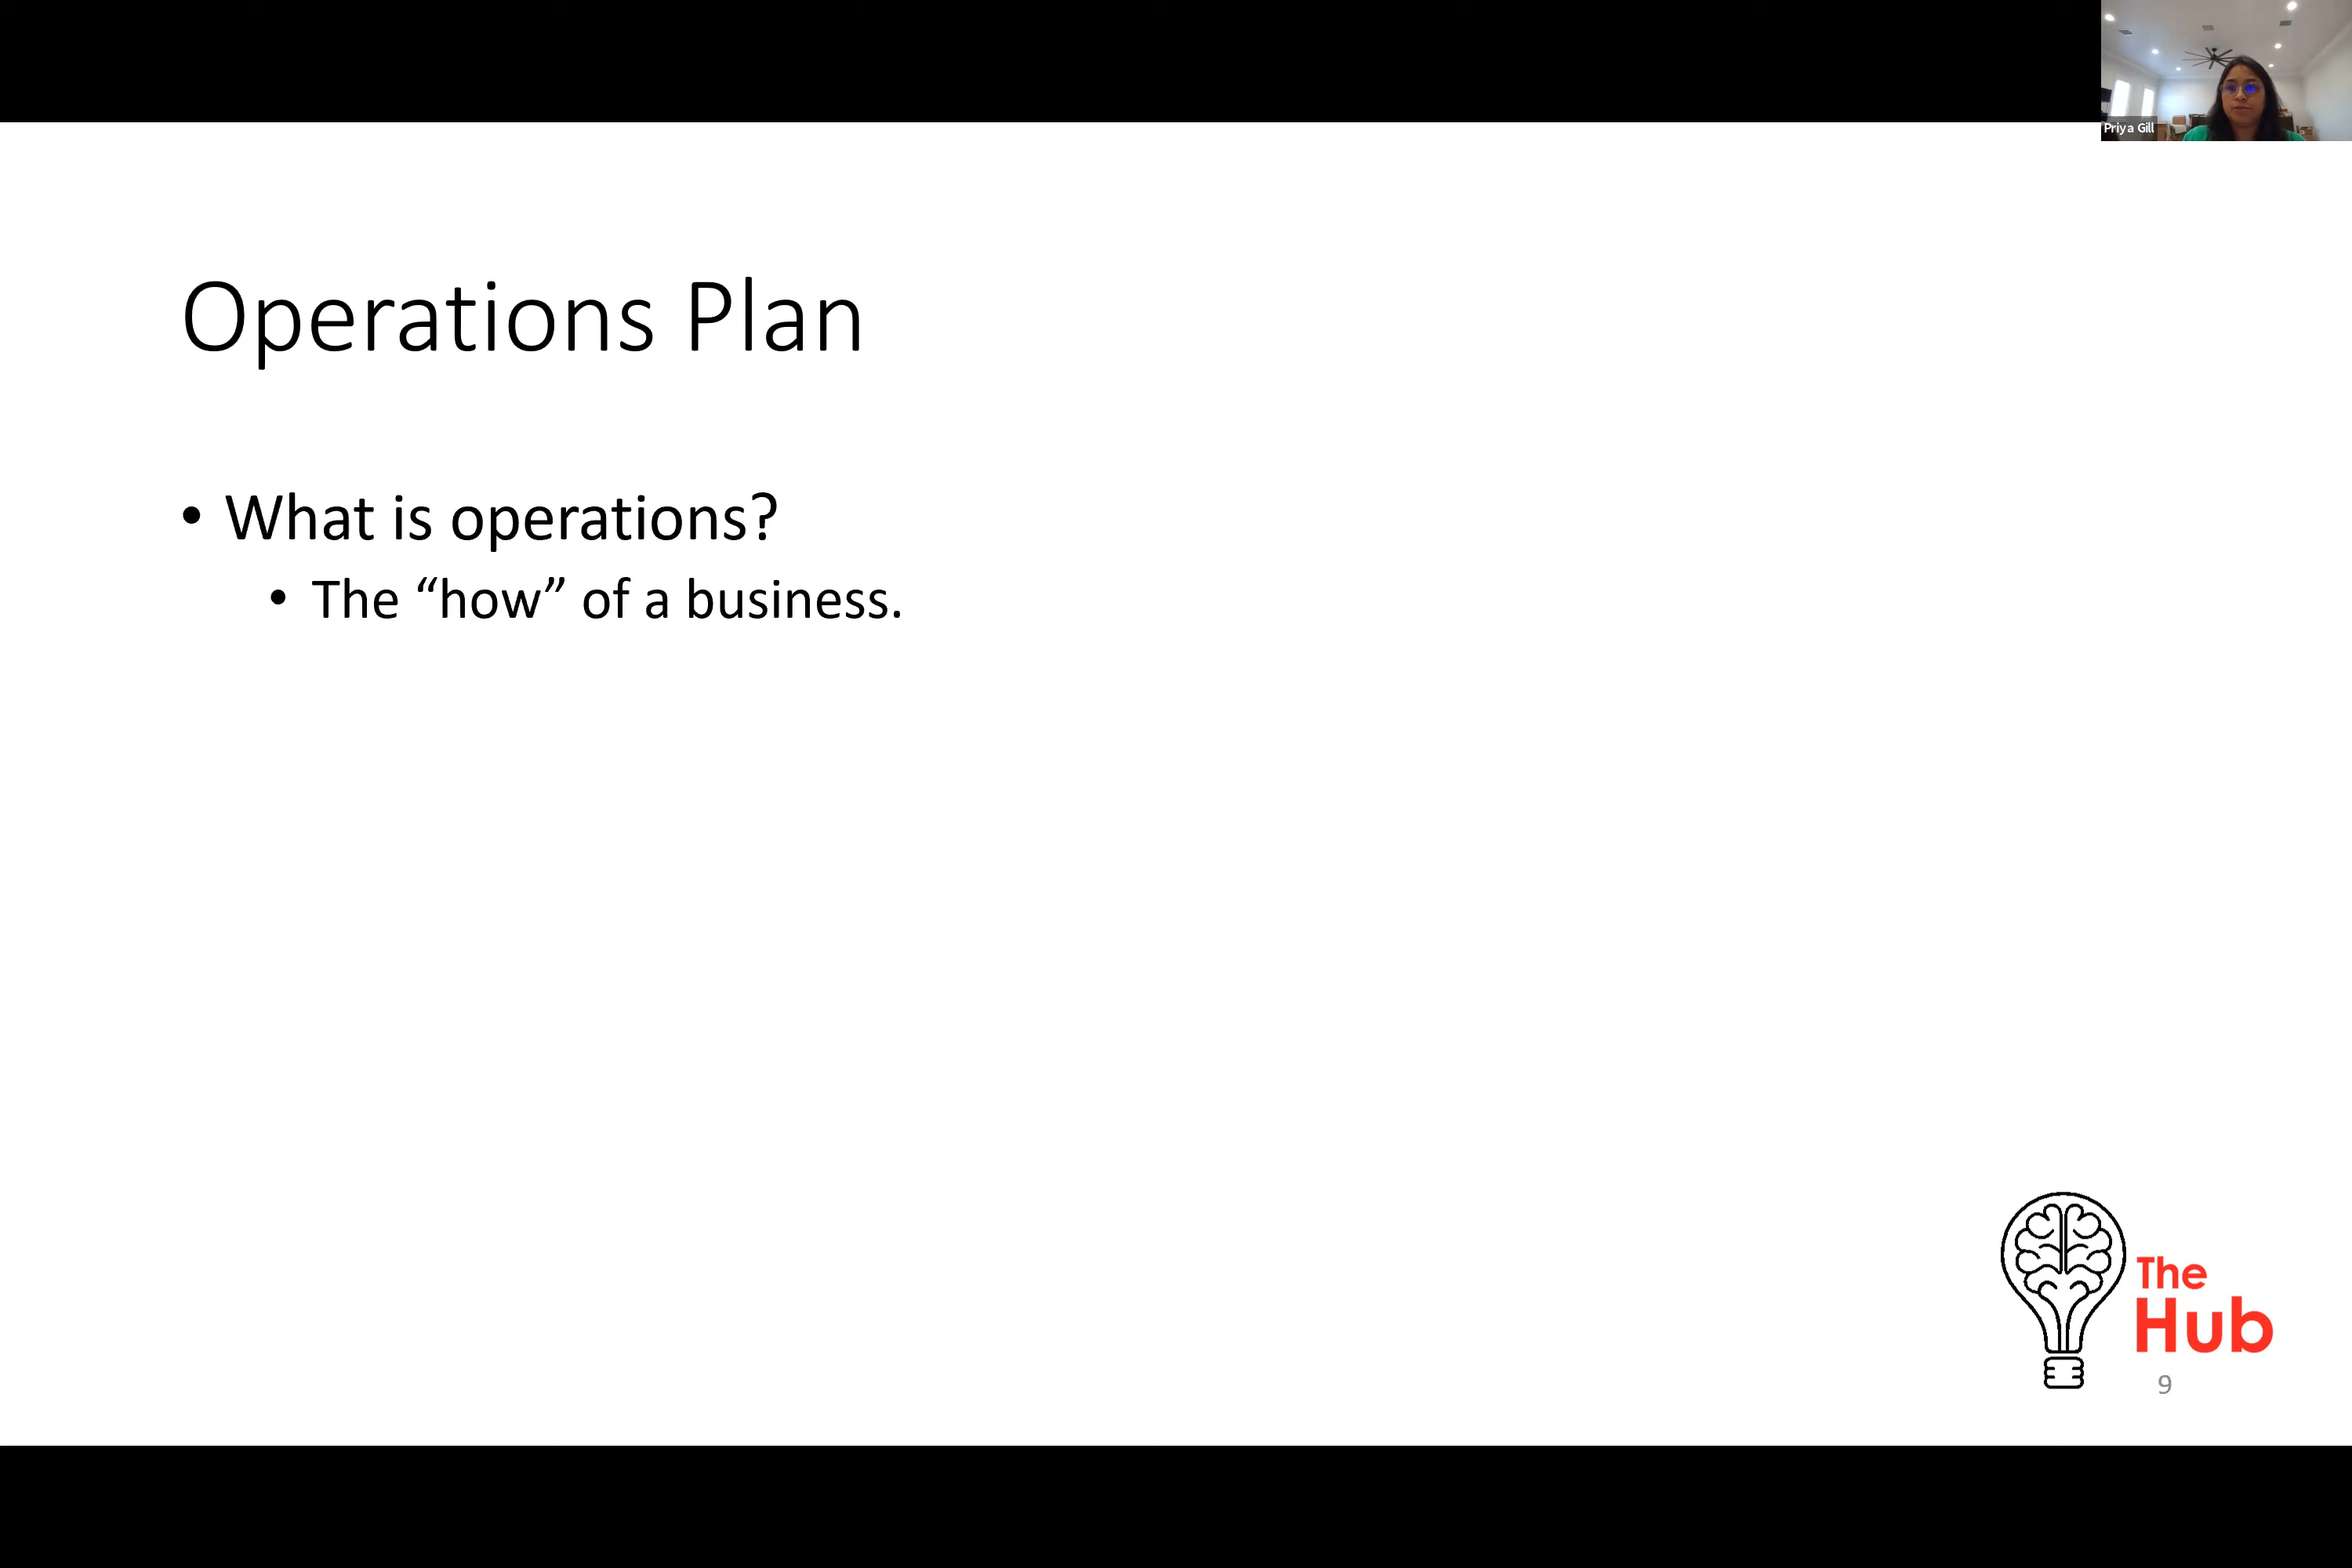 Priya Gill
Operations Plan
• What is operations?
• The “how” of a business.
The
Hub
9